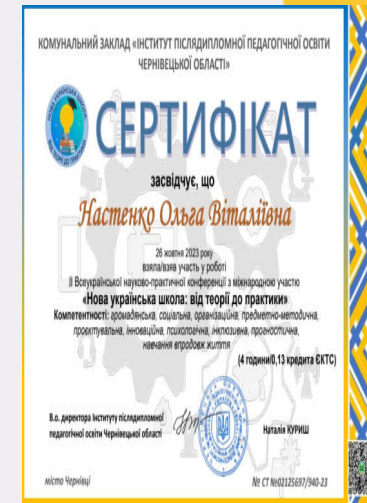 КОМУНАЛЬНИЙ ЗАКЛАД «ІНСТИТУТ ПІСЛЯДИПЛОМНОЇ ПЕДАГОГІЧНОЇ ОСВІТИ
ЧЕРНІВЕЦЬКОЇ ОБЛАСТІ»
СЕРТИФІКАТ
засвідчує, що
Настенко Ольга Віталіївна
26 жовтня 2023 року
взяла/взяв участь у роботі
ІІ Всеукраїнської науково-практичної конференції з міжнародною участю
«Нова українська школа: від теорії до практики»
Компетентності: громадянська, соціальна, організаційна, предметно-методична,
проєктувальна, інноваційна, психологічна, інклюзивна, прогностична,
навчання впродовж життя
(4 години/0,13 кредита ЄКТС)
В.о. директора Інституту післядипломної
педагогічної освіти Чернівецької області
Наталія КУРИШ
місто Чернівці
№ СТ №02125697/940-23